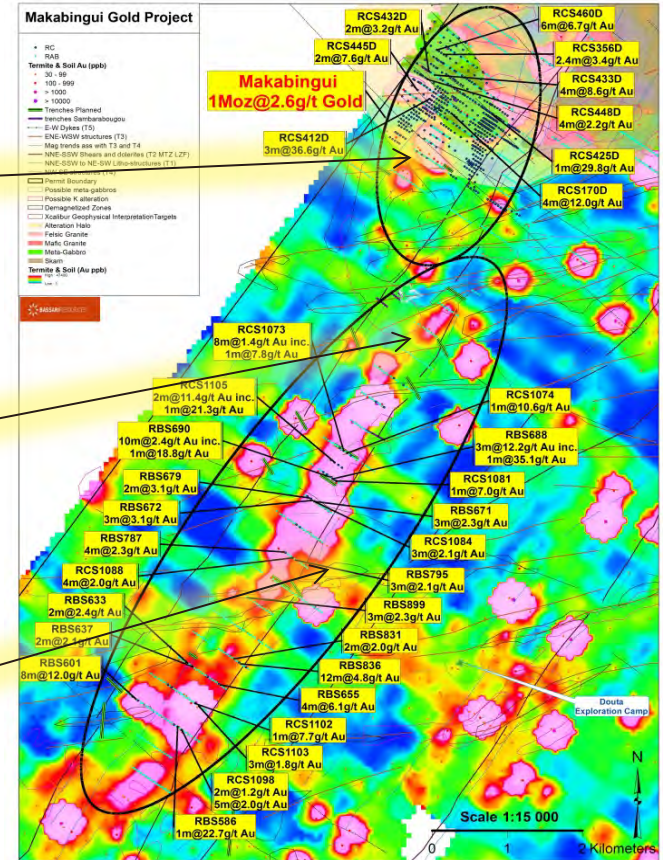 Makabingui Gold Project
RC
RAB
Termite & Soil Au (ppb)
30 - 99
100 - 999
> 1000
> 10000
Trenches Planned
trenches Sambarabougou
E-W Dykes (T5)
ENE-WSW structures (T3)
Mag trends ass with T3 and T4
NNE-SSW Shears and dolerites (T2 MTZ LZF)
NNE-SSW to NE-SW Litho-structures (T1)
Permit Boundary
Possible meta-gabbros
Possible K alteration
Demagnetized Zones
Xcalibur Geophysical Interpretation Targets
Alteration Halo
Felsic Granite
Mafic Granite
Meta-Gabbro
Skarn
Termite & Soil (Au ppb)
BASSARI RESOURCES
RCS432D
2m@3.2g/t Au
RCS460D
6m@6.7g/t Au
RCS445D
2m@7.6g/t Au
RCS356D
2.4m@3.4g/t Au
Makabingui
1Moz@2.6g/t Gold
RCS433D
4m@8.6g/t Au
RCS448D
4m@2.2g/t Au
RCS412D
3m@36.6g/t Au
RCS425D
1m@29.8g/t Au
RCS170D
4m@12.0g/t Au
RCS1073
8m@1.4g/t Au inc.
1m@7.8g/t Au
RCS1105
2m@11.4g/t Au inc.
1m@21.3g/t Au
RCS1074
1m@10.6g/t Au
RBS690
10m@2.4g/t Au inc.
1m@18.8g/t Au
RBS688
3m@12.2g/t Au inc.
1m@35.1g/t Au
RBS679
2m@3.1g/t Au
RCS1081
1m@7.0g/t Au
RBS672
3m@3.1g/t Au
RBS671
3m@2.3g/t Au
RBS787
4m@2.3g/t Au
RCS1084
3m@2.1g/t Au
RCS1088
4m@2.0g/t Au
RBS795
3m@2.1g/t Au
RBS633
2m@2.4g/t Au
RBS899
3m@2.3g/t Au
RBS637
2m@2.1g/t Au
RBS831
2m@2.0g/t Au
RBS601
8m@12.0g/t Au
RBS836
12m@4.8g/t Au
RBS655
4m@6.1g/t Au
Douta
Exploration Camp
RCS1102
1m@7.7g/t Au
RCS1103
3m@1.8g/t Au
RCS1098
2m@1.2g/t Au
5m@2.0g/t Au
RBS586
1m@22.7g/t Au
N
Scale 1:15 000
0 1 2 Kilometers